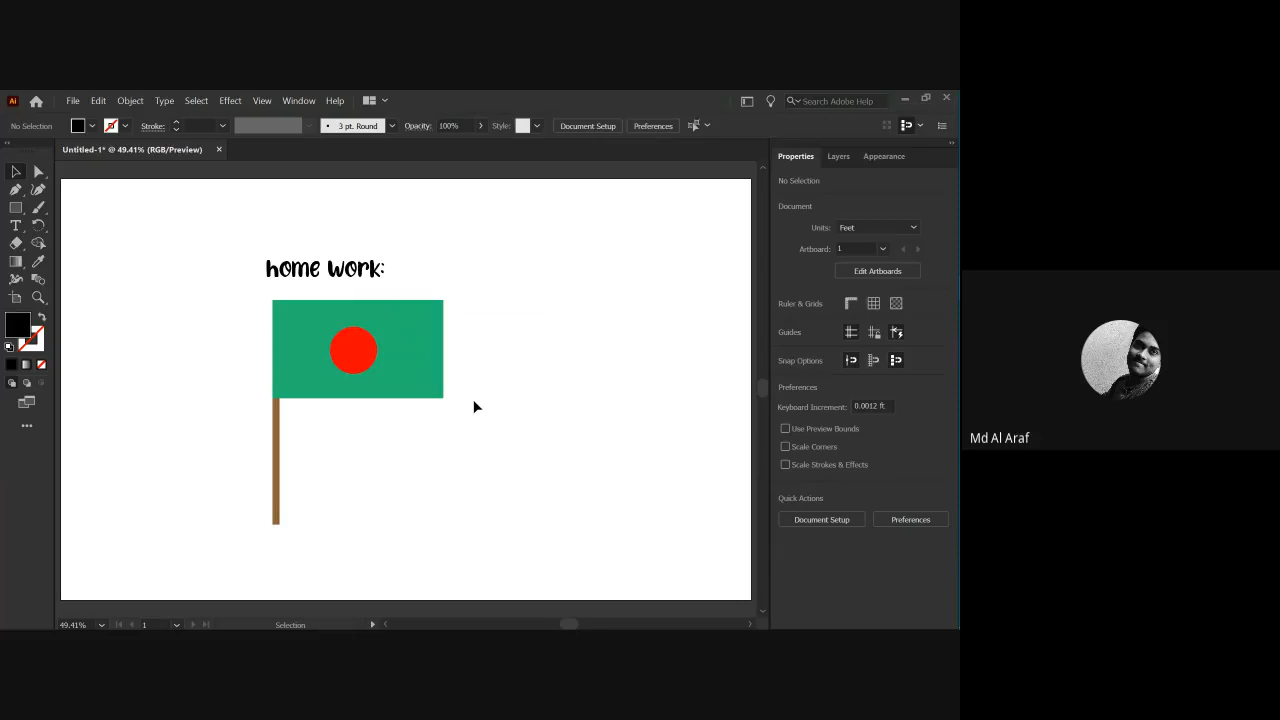 Ai File Edit Object Type Select Effect View Window Help Search Adobe Help
No Selection Stroke: 3 pt. Round Opacity: 100% Style: Document Setup Preferences
Untitled-1* @ 49.41% (RGB/Preview) ×
Properties Layers Appearance
No Selection
Document
Units: Feet
Artboard: 1
Edit Artboards
Ruler & Grids
Guides
Snap Options
Preferences
Keyboard Increment: 0.0012 ft
Use Preview Bounds
Scale Corners
Scale Strokes & Effects
Quick Actions
Document Setup Preferences
home work:
49.41% 1 Selection
Md Al Araf